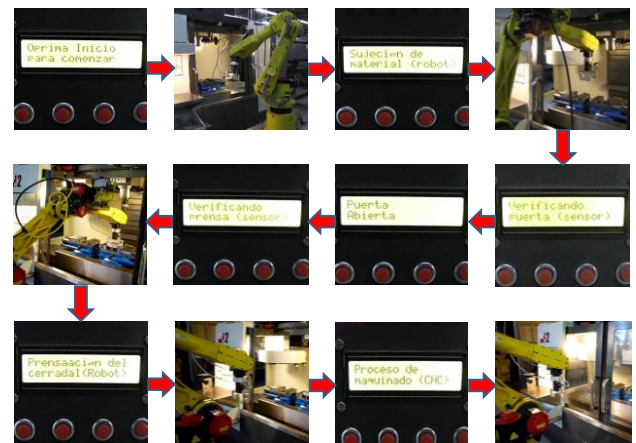 Oprima Inicio
para comenzar
Sujeci=n de
material (robot)
Verificando
puerta (sensor)
Puerta
Abierta
Verificando
prensa (sensor)
Prensaaci=n del
cerradal(Robot)
Proceso de
maquinado (CNC)